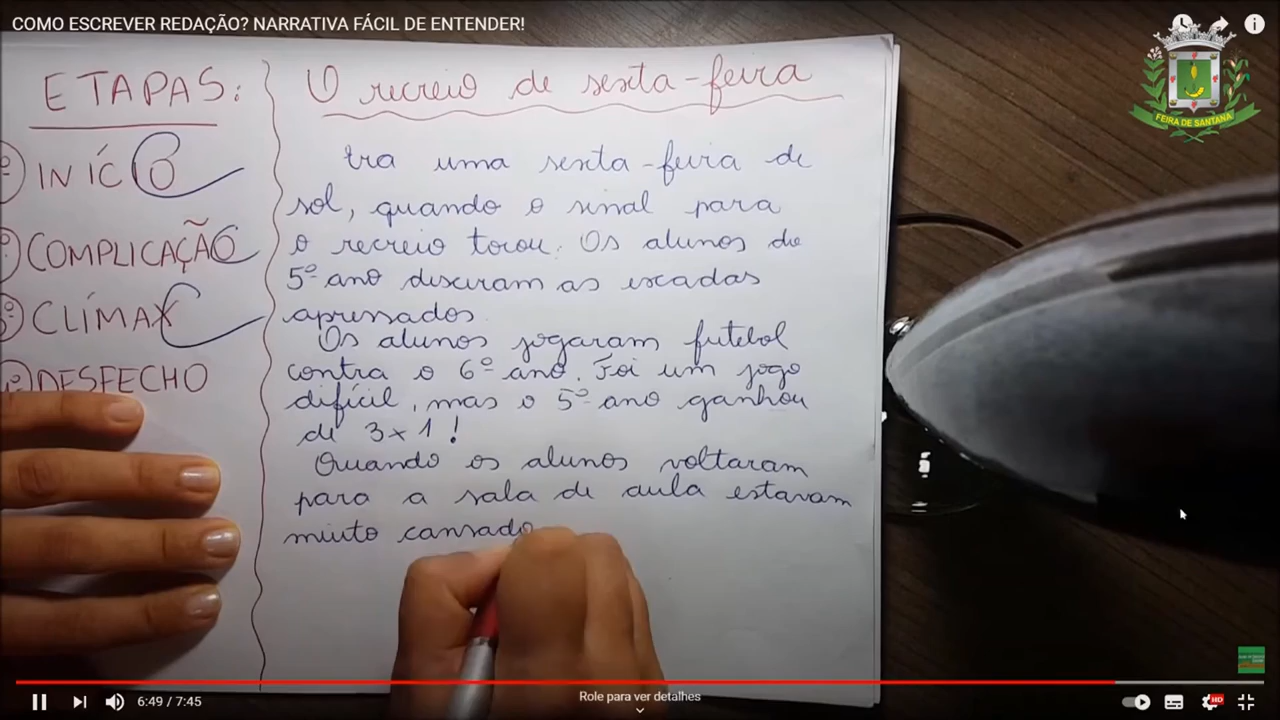 COMO ESCREVER REDAÇÃO? NARRATIVA FÁCIL DE ENTENDER!
FEIRA DE SANTANA
ETAPAS:
INÍCIO
COMPLICAÇÃO
CLÍMAX
DESFECHO
O recreio de sexta-feira
Era uma sexta-feira de
sol, quando o sinal para
o recreio tocou. Os alunos do
5º ano desceram as escadas
apressados.
Os alunos jogaram futebol
contra o 6º ano. Foi um jogo
difícil, mas o 5º ano ganhou
de 3x1!
Quando os alunos voltaram
para a sala de aula estavam
muito cansado
6:49 / 7:45
Role para ver detalhes
HD